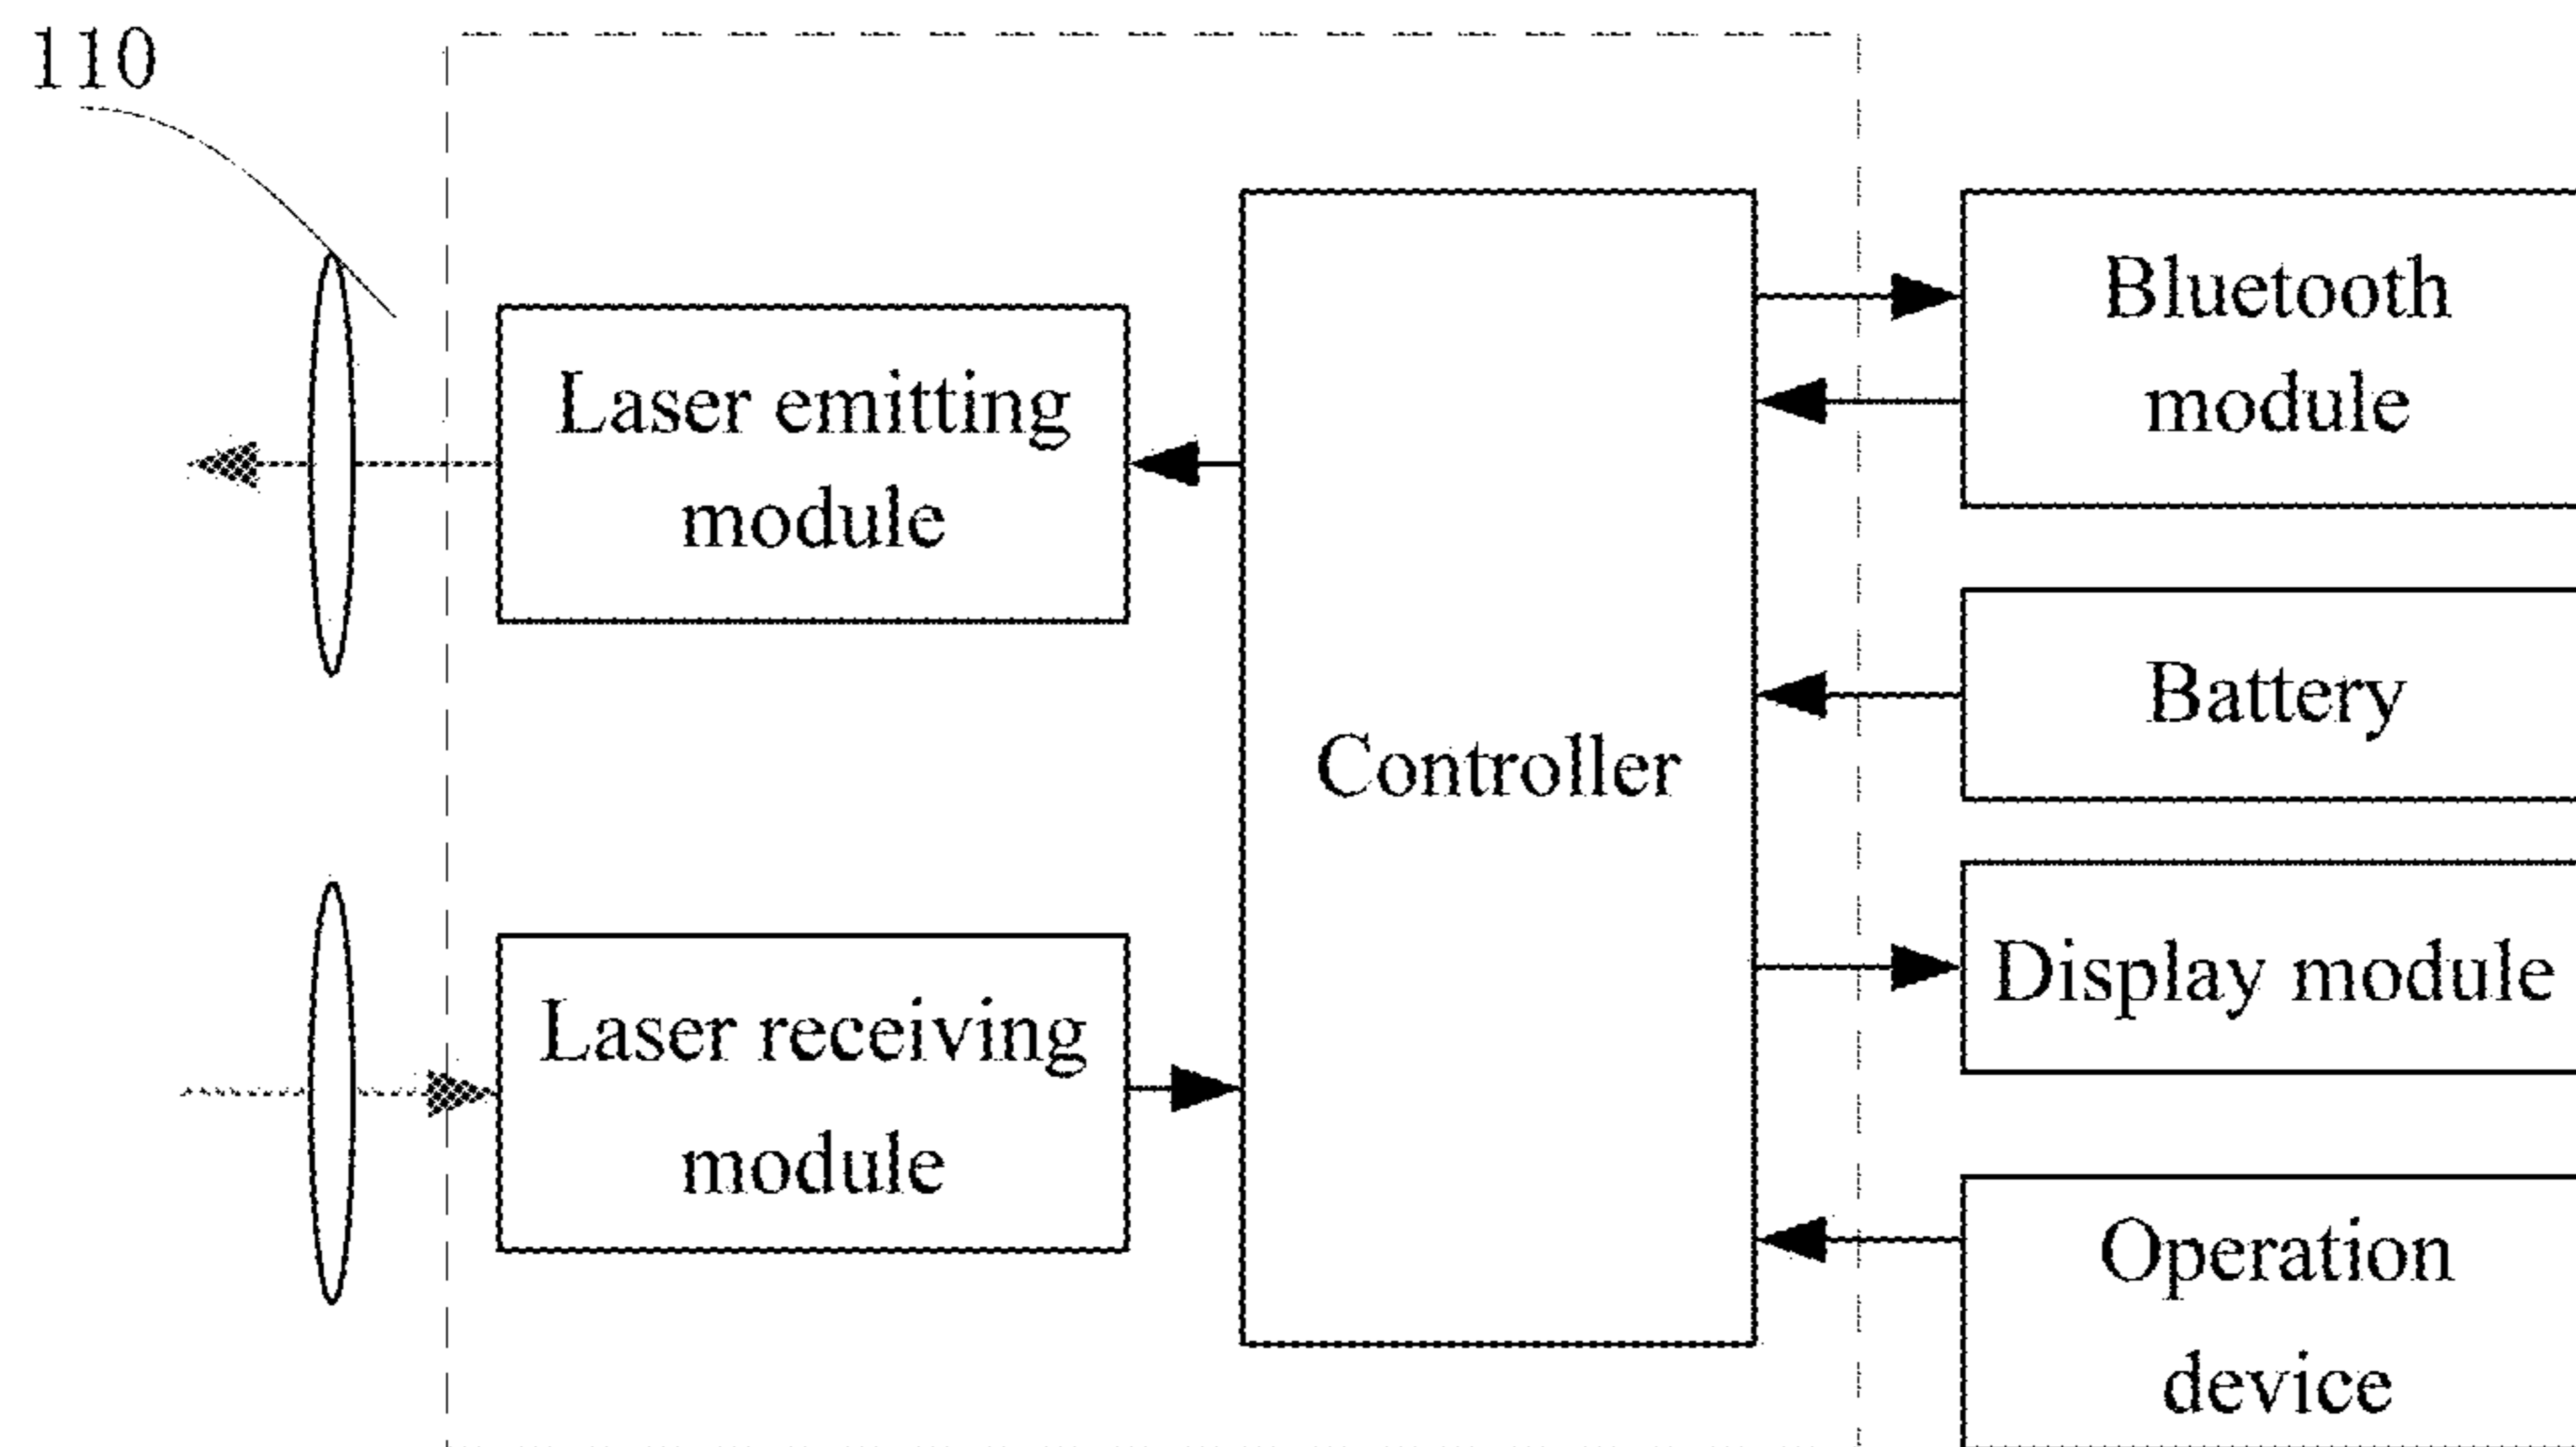 110
Laser emitting
module
Laser receiving
module
Controller
Bluetooth
module
Battery
Display module
Operation
device